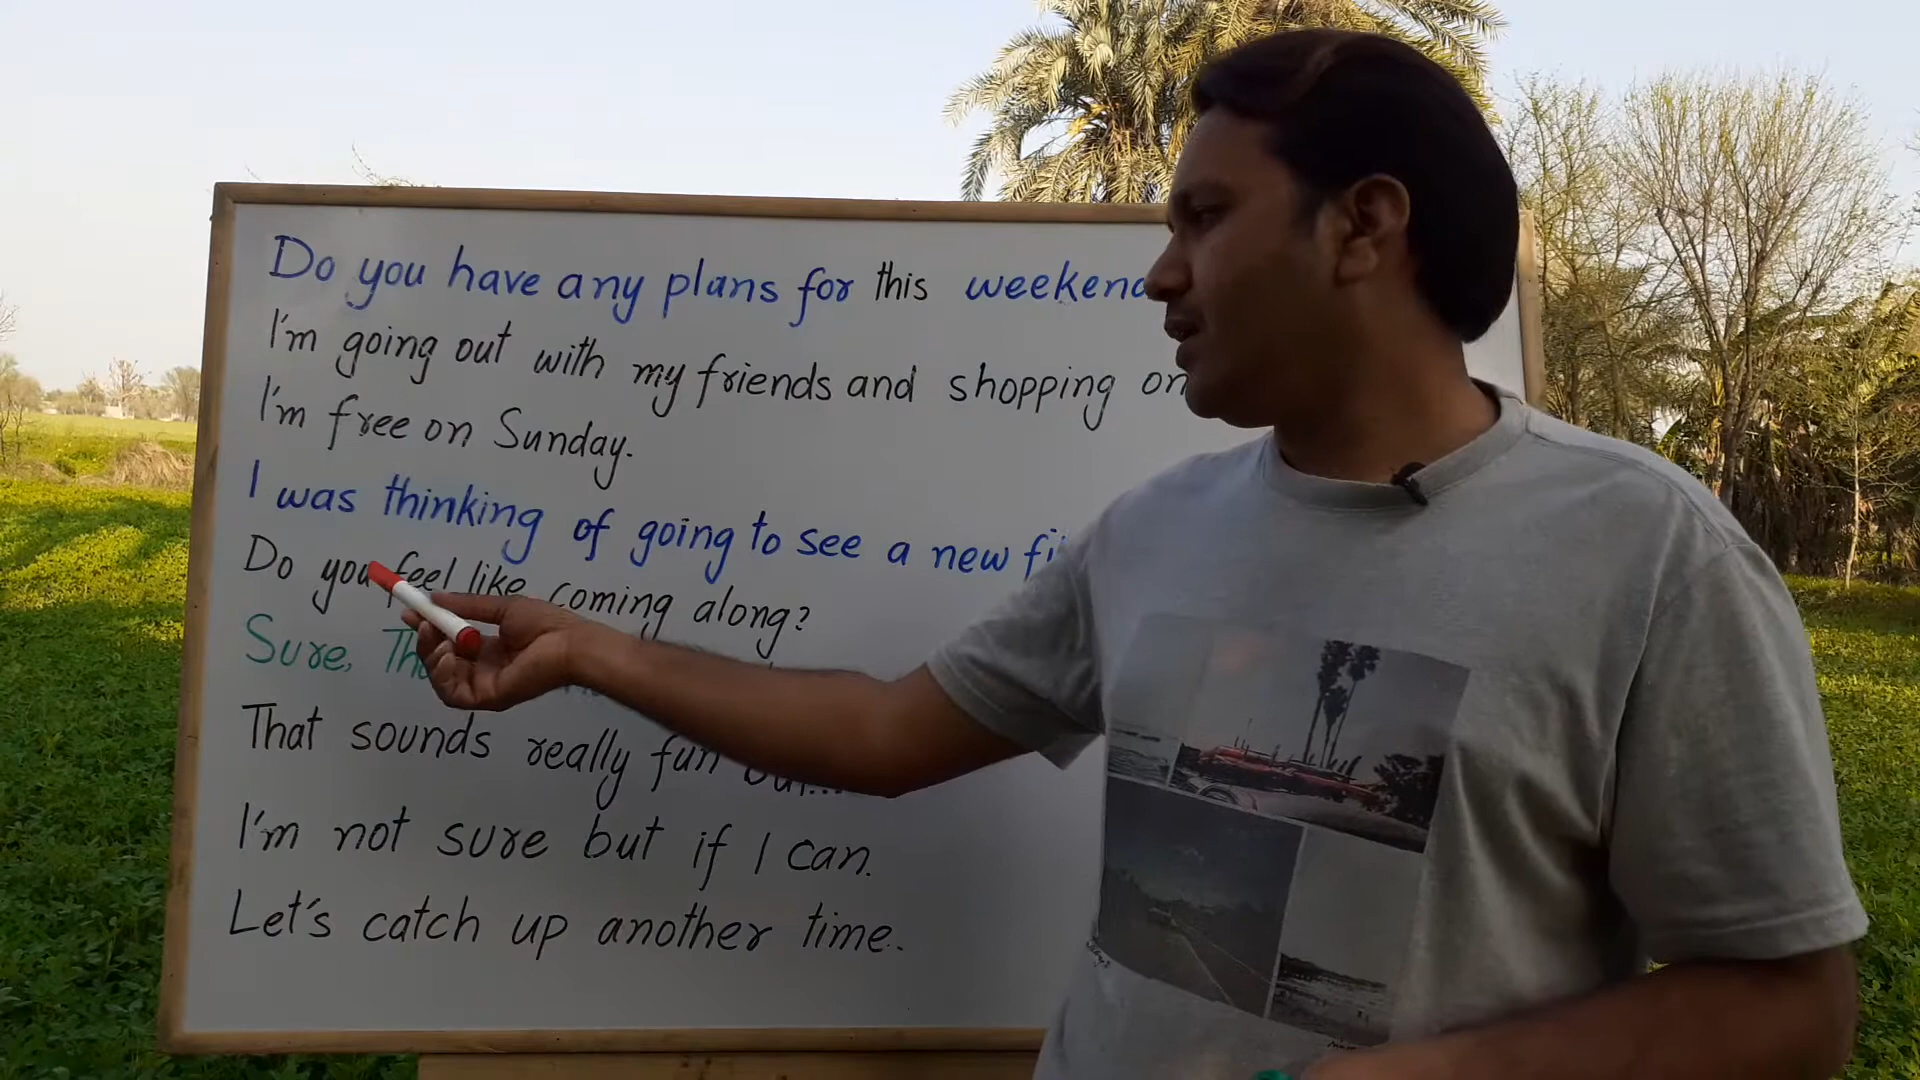 Do you have any plans for this weekend
I'm going out with my friends and shopping on
I'm free on Sunday.
I was thinking of going to see a new
Do you feel like coming along?
Sure,
That sounds really fun but...
I'm not sure but if I can.
Let's catch up another time.